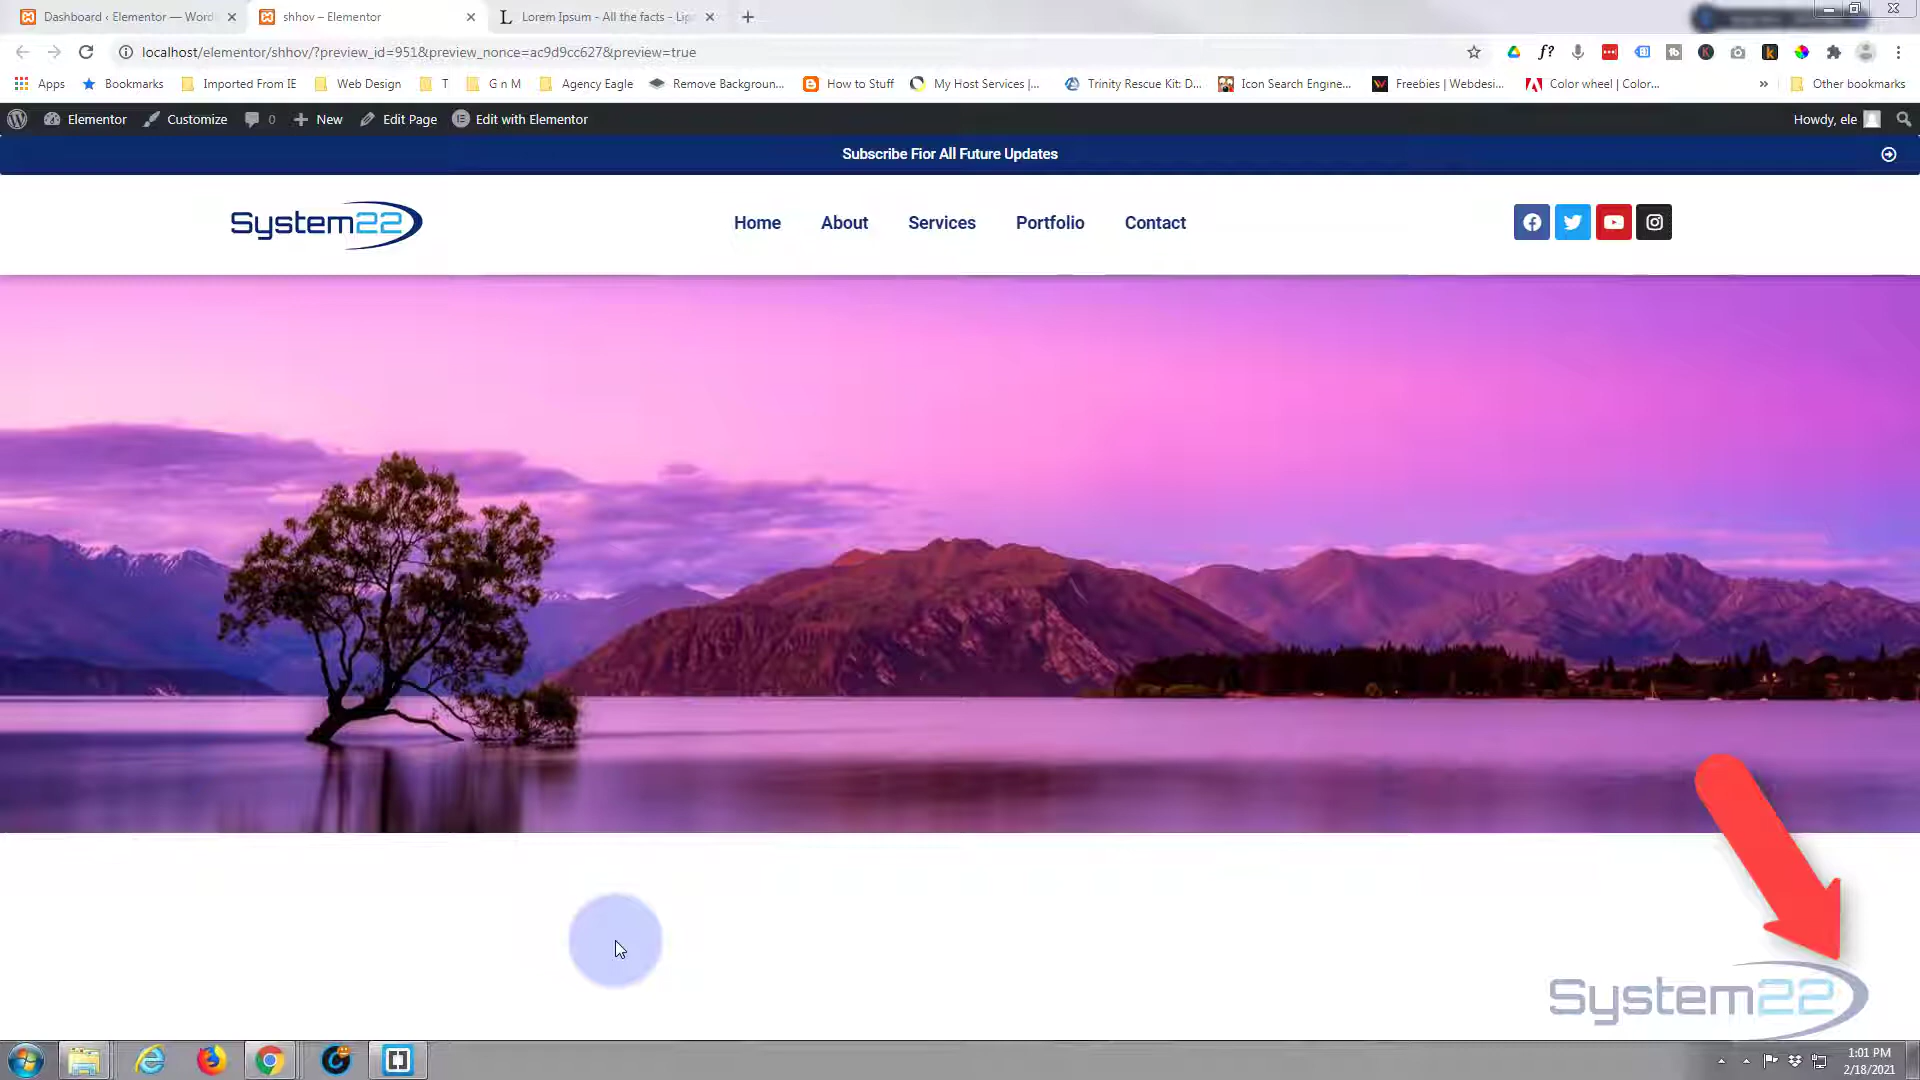 Dashboard ‹ Elementor — Word
shhov – Elementor
Lorem Ipsum - All the facts - Lip
localhost/elementor/shhov/?preview_id=951&preview_nonce=ac9d9cc627&preview=true
Apps
Bookmarks
Imported From IE
Web Design
T
G n M
Agency Eagle
Remove Backgroun...
How to Stuff
My Host Services |...
Trinity Rescue Kit: D...
Icon Search Engine...
Freebies | Webdesi...
Color wheel | Color...
»
Other bookmarks
Elementor
Customize
0
New
Edit Page
Edit with Elementor
Howdy, ele
Subscribe Fior All Future Updates
System22
Home
About
Services
Portfolio
Contact
System22
1:01 PM
2/18/2021